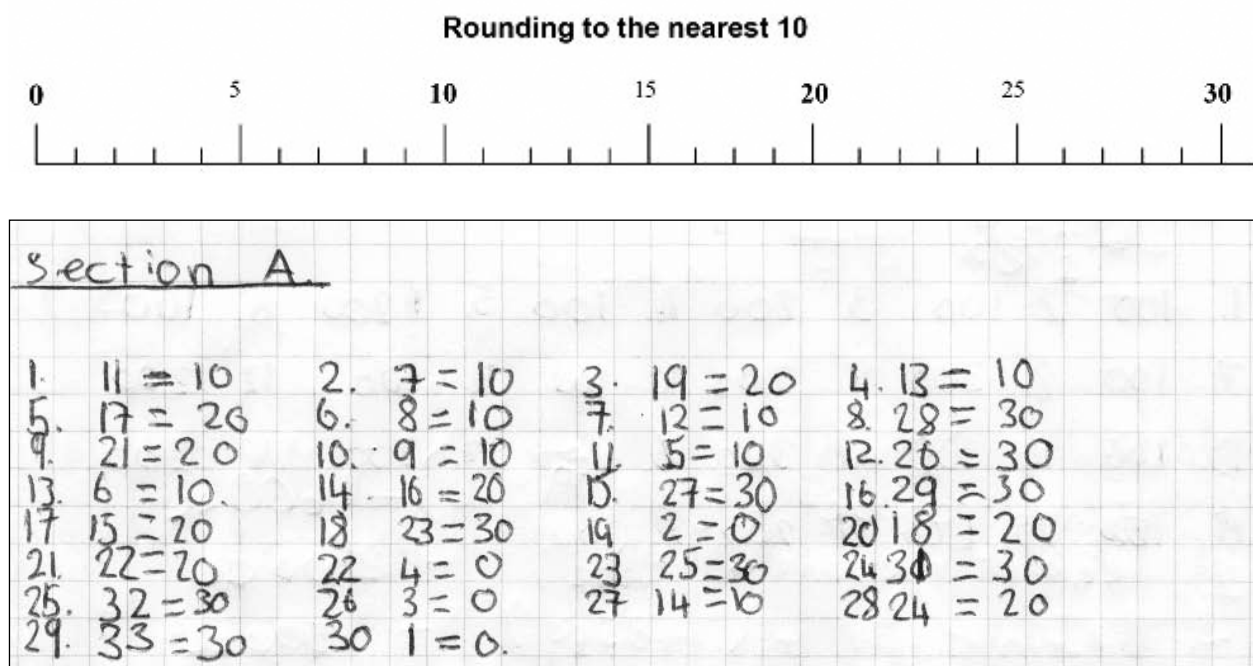 Rounding to the nearest 10
0 5 10 15 20 25 30
section A.
1. 11 = 10 2. 7 = 10 3. 19 = 20 4. 13 = 10
5. 17 = 20 6. 8 = 10 7. 12 = 10 8. 28 = 30
9. 21 = 20 10. 9 = 10 11. 5 = 10 12. 26 = 30
13. 6 = 10. 14. 16 = 20 15. 27 = 30 16. 29 = 30
17 15 = 20 18 23 = 30 19 2 = 0 20 18 = 20
21. 22 = 20 22 4 = 0 23 25 = 30 24 31 = 30
25. 32 = 30 26 3 = 0 27 14 = 10 28 24 = 20
29. 33 = 30 30 1 = 0.